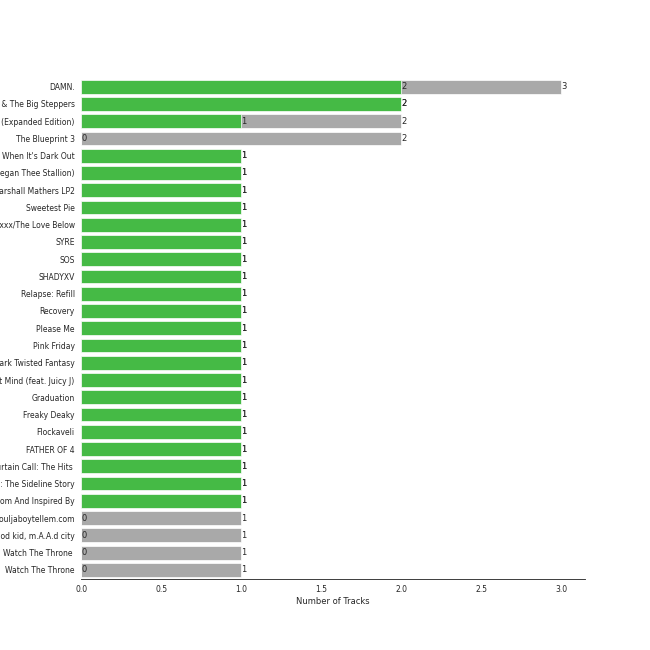 DAMN. 2 3
& The Big Steppers 2
(Expanded Edition) 1 2
The Blueprint 3 0 2
When It's Dark Out 1
egan Thee Stallion) 1
arshall Mathers LP2 1
Sweetest Pie 1
xxx/The Love Below 1
SYRE 1
SOS 1
SHADYXV 1
Relapse: Refill 1
Recovery 1
Please Me 1
Pink Friday 1
ark Twisted Fantasy 1
t Mind (feat. Juicy J) 1
Graduation 1
Freaky Deaky 1
Flockaveli 1
FATHER OF 4 1
rtain Call: The Hits 1
: The Sideline Story 1
om And Inspired By 1
ouljaboytellem.com 0 1
od kid, m.A.A.d city 0 1
Watch The Throne 0 1
Watch The Throne 0 1
0.0 0.5 1.0 1.5 2.0 2.5 3.0
Number of Tracks